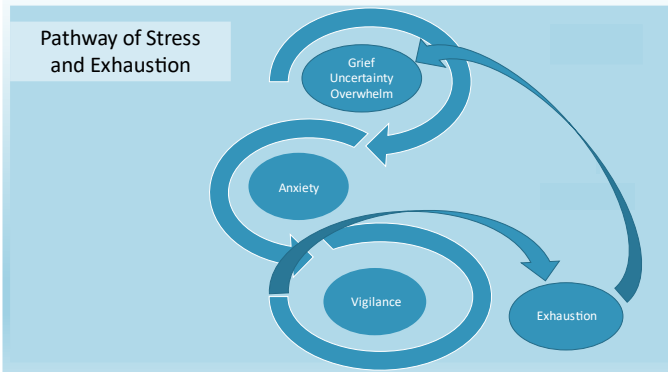 Pathway of Stress
and Exhaustion
Grief
Uncertainty
Overwhelm
Anxiety
Vigilance
Exhaustion